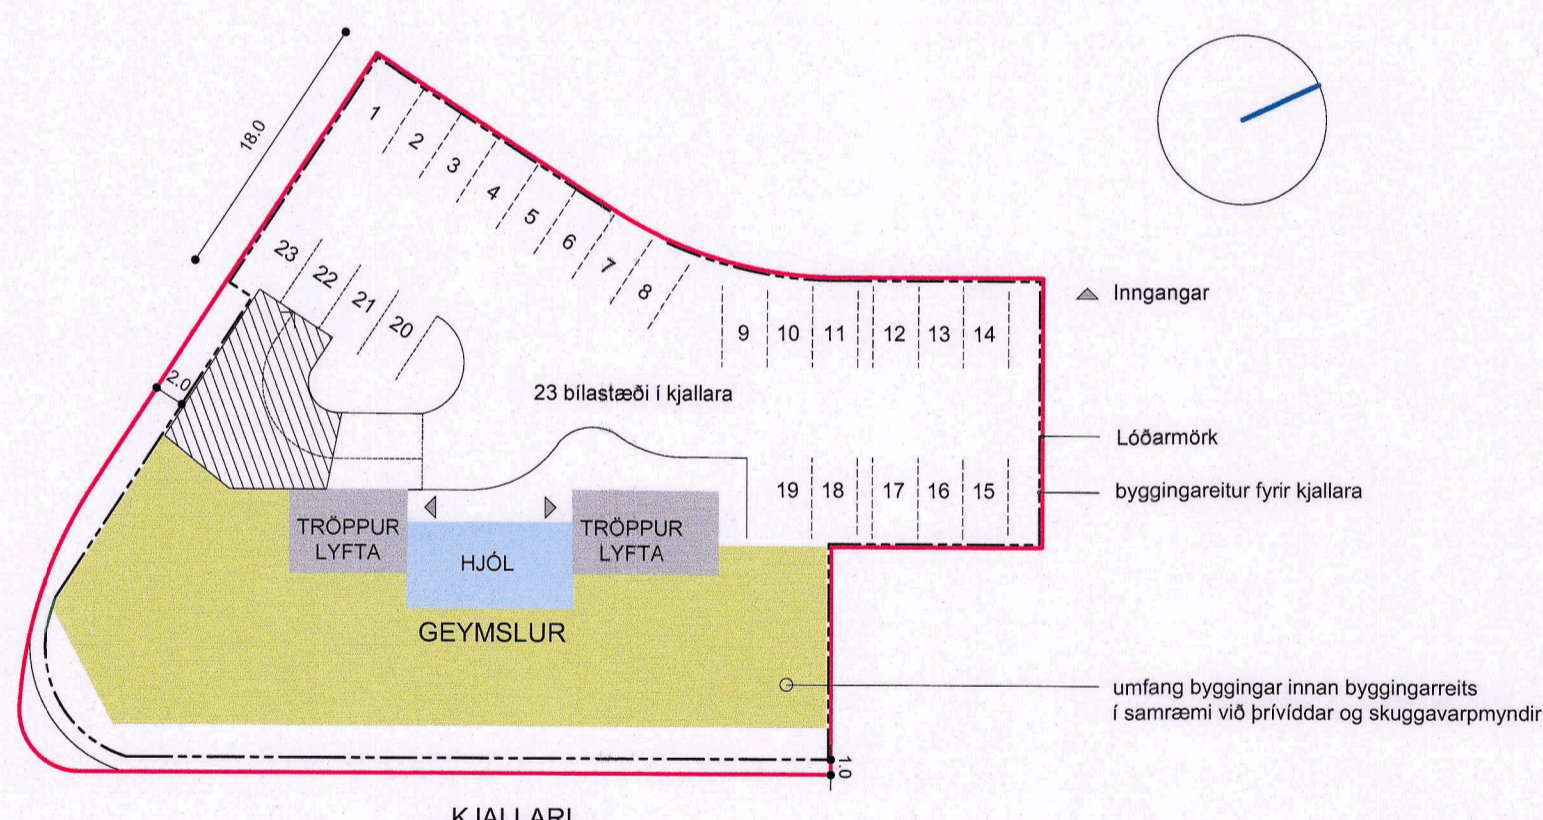 18.0
1
2
3
4
5
6
7
8
23
22
21
20
9
10
11
12
13
14
Inngangar
2.0
23 bílastæði í kjallara
Lóðarmörk
19
18
17
16
15
byggingareitur fyrir kjallara
TRÖPPUR
LYFTA
HJÓL
TRÖPPUR
LYFTA
GEYMSLUR
umfang byggingar innan byggingarreits
í samræmi við þrívíddar og skuggavarpmyndir
1.0
KJALLARI